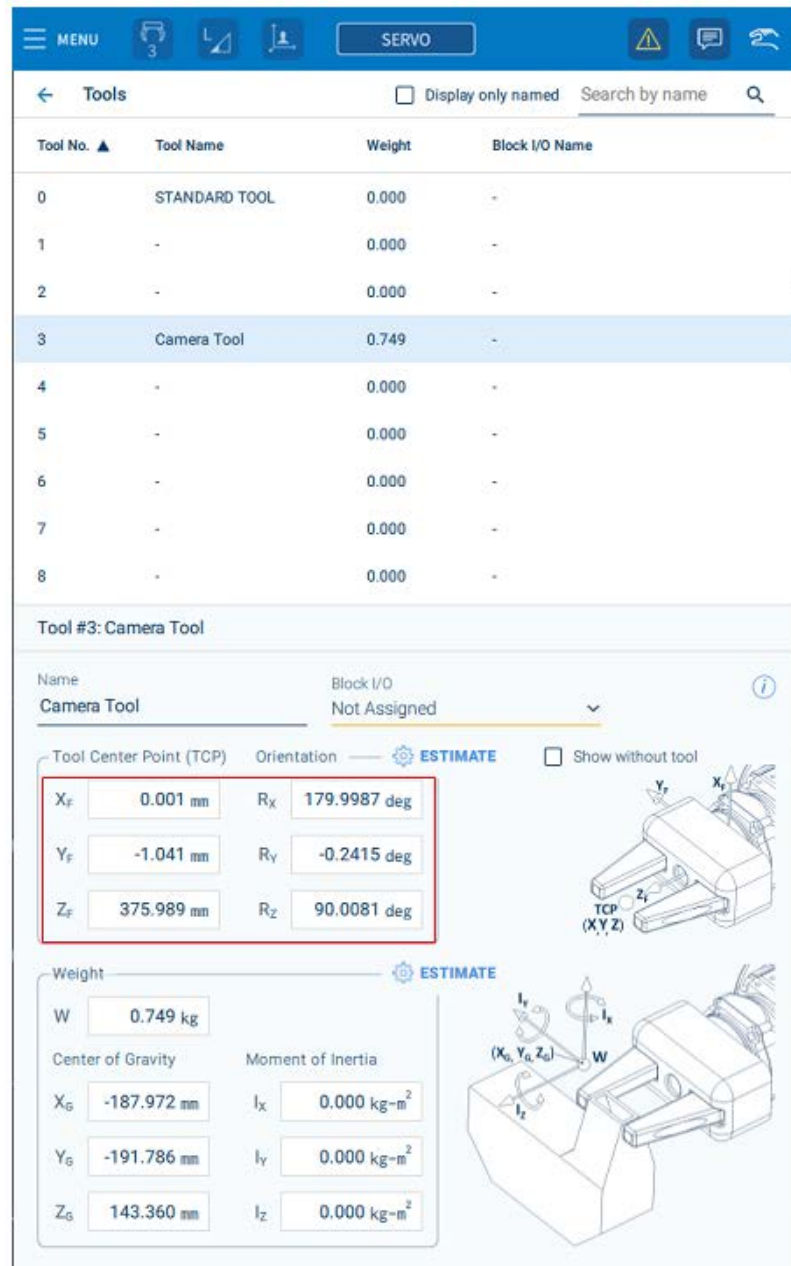 MENU 3 L SERVO
Tools Display only named Search by name
Tool No. ▲ Tool Name Weight Block I/O Name
0 STANDARD TOOL 0.000 -
1 - 0.000 -
2 - 0.000 -
3 Camera Tool 0.749 -
4 - 0.000 -
5 - 0.000 -
6 - 0.000 -
7 - 0.000 -
8 - 0.000 -
Tool #3: Camera Tool
Name Block I/O
Camera Tool Not Assigned
Tool Center Point (TCP) Orientation ESTIMATE Show without tool
XF 0.001 mm RX 179.9987 deg
YF -1.041 mm RY -0.2415 deg
ZF 375.989 mm RZ 90.0081 deg
YF XF
ZF
TCP
(X,Y,Z)
Weight ESTIMATE
W 0.749 kg
Center of Gravity Moment of Inertia
XG -187.972 mm IX 0.000 kg-m²
YG -191.786 mm IY 0.000 kg-m²
ZG 143.360 mm IZ 0.000 kg-m²
IY IX
(XG, YG, ZG) W
IZ